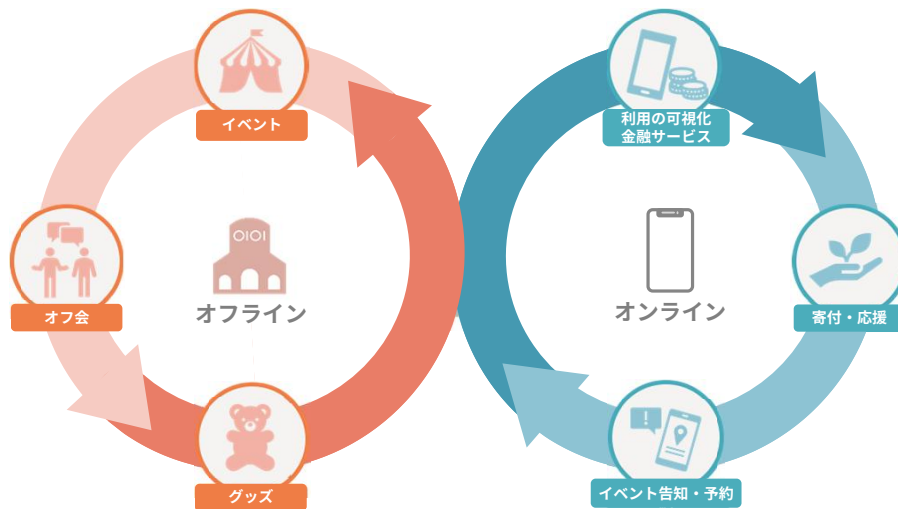 イベント
利用の可視化
金融サービス
OIOI
オフ会
オフライン
オンライン
寄付・応援
!
グッズ
イベント告知・予約